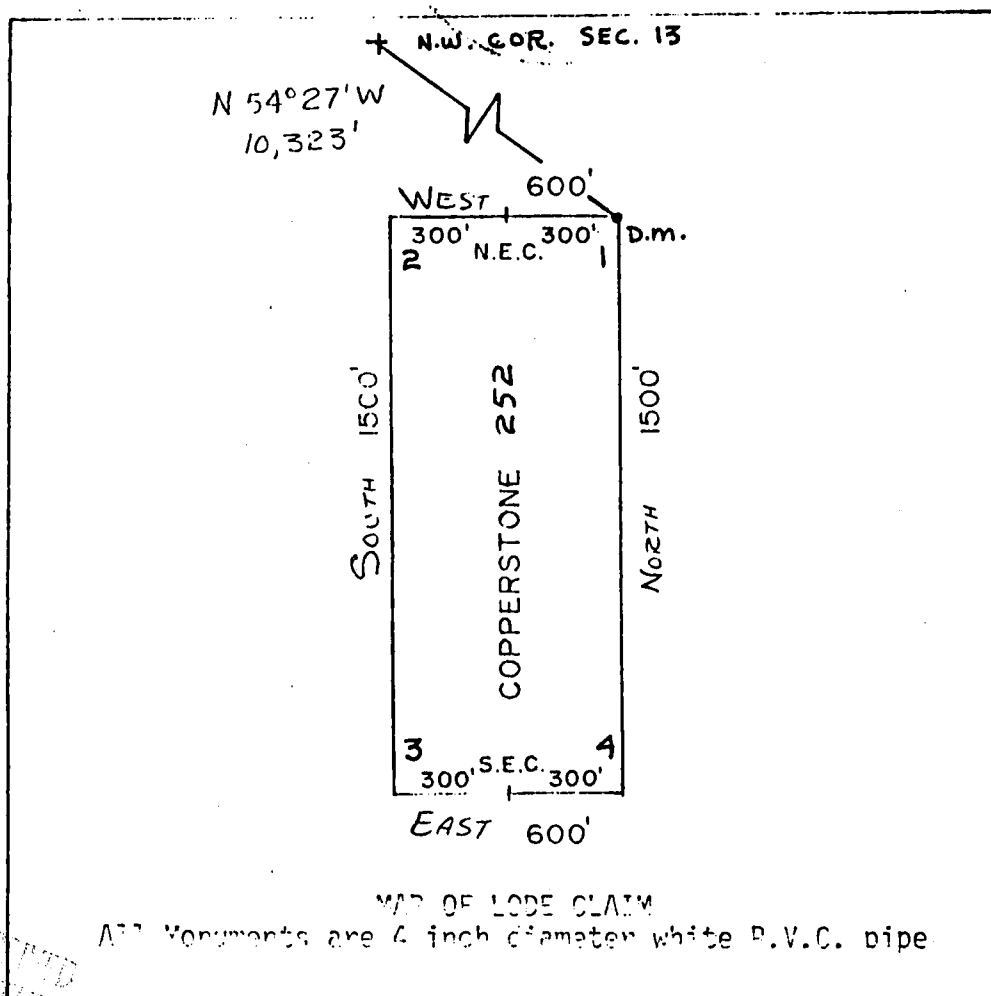 N.W. COR. SEC. 13
N 54°27'W
10,323'
600'
WEST
300' 300'
D.M.
2 N.E.C. 1
SOUTH 1500'
COPPERSTONE 252
NORTH 1500'
3 4
300' S.E.C. 300'
EAST 600'
MAP OF LODE CLAIM
All Monuments are 4 inch diameter white P.V.C. pipe